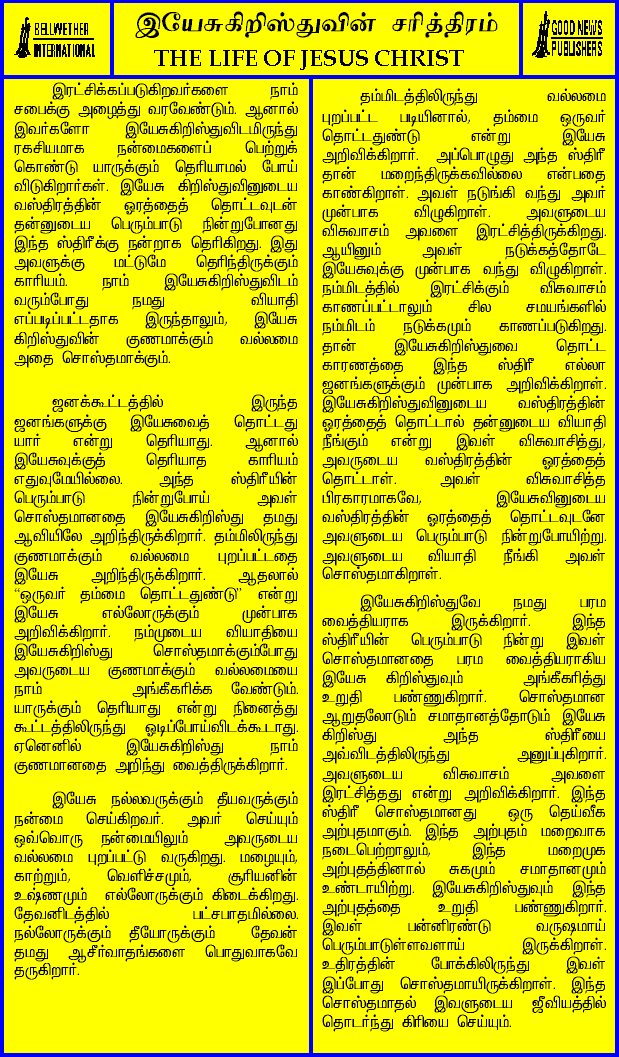 BELLWETHER
INTERNATIONAL
இயேசுகிறிஸ்துவின் சரித்திரம்
THE LIFE OF JESUS CHRIST
GOOD NEWS
PUBLISHERS
இரட்சிக்கப்படுகிறவர்களை நாம்
சபைக்கு அழைத்து வரவேண்டும். ஆனால்
இவர்களோ இயேசுகிறிஸ்துவிடமிருந்து
ரகசியமாக நன்மைகளைப் பெற்றுக்
கொண்டு யாருக்கும் தெரியாமல் போய்
விடுகிறார்கள். இயேசு கிறிஸ்துவினுடைய
வஸ்திரத்தின் ஓரத்தைத் தொட்டவுடன்
தன்னுடைய பெரும்பாடு நின்றுபோனது
இந்த ஸ்திரீக்கு நன்றாக தெரிகிறது. இது
அவளுக்கு மட்டுமே தெரிந்திருக்கும்
காரியம். நாம் இயேசுகிறிஸ்துவிடம்
வரும்போது நமது வியாதி
எப்படிப்பட்டதாக இருந்தாலும், இயேசு
கிறிஸ்துவின் குணமாக்கும் வல்லமை
அதை சொஸ்தமாக்கும்.
ஜனக்கூட்டத்தில் இருந்த
ஜனங்களுக்கு இயேசுவைத் தொட்டது
யார் என்று தெரியாது. ஆனால்
இயேசுவுக்குத் தெரியாத காரியம்
எதுவுமேயில்லை. அந்த ஸ்திரீயின்
பெரும்பாடு நின்றுபோய் அவள்
சொஸ்தமானதை இயேசுகிறிஸ்து தமது
ஆவியிலே அறிந்திருக்கிறார். தம்மிலிருந்து
குணமாக்கும் வல்லமை புறப்பட்டதை
இயேசு அறிந்திருக்கிறார். ஆதலால்
“ஒருவர் தம்மை தொட்டதுண்டு” என்று
இயேசு எல்லோருக்கும் முன்பாக
அறிவிக்கிறார். நம்முடைய வியாதியை
இயேசுகிறிஸ்து சொஸ்தமாக்கும்போது
அவருடைய குணமாக்கும் வல்லமையை
நாம் அங்கீகரிக்க வேண்டும்.
யாருக்கும் தெரியாது என்று நினைத்து
கூட்டத்திலிருந்து ஓடிப்போய்விடக்கூடாது.
ஏனெனில் இயேசுகிறிஸ்து நாம்
குணமானதை அறிந்து வைத்திருக்கிறார்.
இயேசு நல்லவருக்கும் தீயவருக்கும்
நன்மை செய்கிறவர். அவர் செய்யும்
ஒவ்வொரு நன்மையிலும் அவருடைய
வல்லமை புறப்பட்டு வருகிறது. மழையும்,
காற்றும், வெளிச்சமும், சூரியனின்
உஷ்ணமும் எல்லோருக்கும் கிடைக்கிறது.
தேவனிடத்தில் பட்சபாதமில்லை.
நல்லோருக்கும் தீயோருக்கும் தேவன்
தமது ஆசீர்வாதங்களை பொதுவாகவே
தருகிறார்.
தம்மிடத்திலிருந்து வல்லமை
புறப்பட்ட படியினால், தம்மை ஒருவர்
தொட்டதுண்டு என்று இயேசு
அறிவிக்கிறார். அப்பொழுது அந்த ஸ்திரீ
தான் மறைந்திருக்கவில்லை என்பதை
காண்கிறாள். அவள் நடுங்கி வந்து அவர்
முன்பாக விழுகிறாள். அவளுடைய
விசுவாசம் அவளை இரட்சித்திருக்கிறது.
ஆயினும் அவள் நடுக்கத்தோடே
இயேசுவுக்கு முன்பாக வந்து விழுகிறாள்.
நம்மிடத்தில் இரட்சிக்கும் விசுவாசம்
காணப்பட்டாலும் சில சமயங்களில்
நம்மிடம் நடுக்கமும் காணப்படுகிறது.
தான் இயேசுகிறிஸ்துவை தொட்ட
காரணத்தை இந்த ஸ்திரீ எல்லா
ஜனங்களுக்கும் முன்பாக அறிவிக்கிறாள்.
இயேசுகிறிஸ்துவினுடைய வஸ்திரத்தின்
ஓரத்தைத் தொட்டால் தன்னுடைய வியாதி
நீங்கும் என்று இவள் விசுவாசித்து,
அவருடைய வஸ்திரத்தின் ஓரத்தைத்
தொட்டாள். அவள் விசுவாசித்த
பிரகாரமாகவே, இயேசுவினுடைய
வஸ்திரத்தின் ஓரத்தைத் தொட்டவுடனே
அவளுடைய பெரும்பாடு நின்றுபோயிற்று.
அவளுடைய வியாதி நீங்கி அவள்
சொஸ்தமாகிறாள்.
இயேசுகிறிஸ்துவே நமது பரம
வைத்தியராக இருக்கிறார். இந்த
ஸ்திரீயின் பெரும்பாடு நின்று இவள்
சொஸ்தமானதை பரம வைத்தியராகிய
இயேசு கிறிஸ்துவும் அங்கீகரித்து
உறுதி பண்ணுகிறார். சொஸ்தமான
ஆறுதலோடும் சமாதானத்தோடும் இயேசு
கிறிஸ்து அந்த ஸ்திரீயை
அவ்விடத்திலிருந்து அனுப்புகிறார்.
அவளுடைய விசுவாசம் அவளை
இரட்சித்தது என்று அறிவிக்கிறார். இந்த
ஸ்திரீ சொஸ்தமானது ஒரு தெய்வீக
அற்புதமாகும். இந்த அற்புதம் மறைவாக
நடைபெற்றாலும், இந்த மறைமுக
அற்புதத்தினால் சுகமும் சமாதானமும்
உண்டாயிற்று. இயேசுகிறிஸ்துவும் இந்த
அற்புதத்தை உறுதி பண்ணுகிறார்.
இவள் பன்னிரண்டு வருஷமாய்
பெரும்பாடுள்ளவளாய் இருக்கிறாள்.
உதிரத்தின் போக்கிலிருந்து இவள்
இப்போது சொஸ்தமாயிருக்கிறாள். இந்த
சொஸ்தமாதல் இவளுடைய ஜீவியத்தில்
தொடர்ந்து கிரியை செய்யும்.